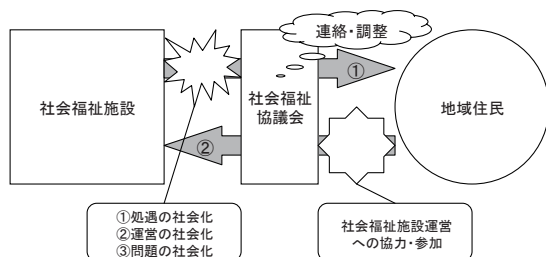 連絡・調整
①
社会福祉施設
社会福祉
協議会
地域住民
②
①処遇の社会化
②運営の社会化
③問題の社会化
社会福祉施設運営
への協力・参加